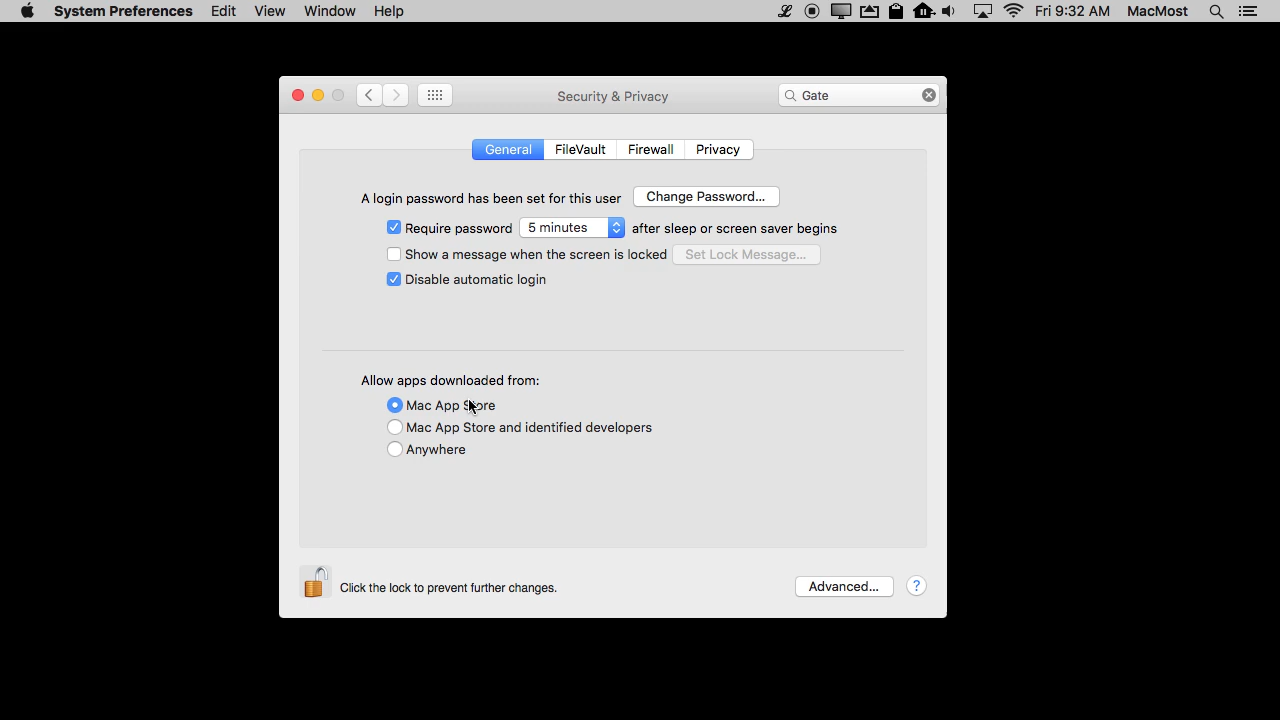 System Preferences Edit View Window Help Fri 9:32 AM MacMost
Security & Privacy Gate
General FileVault Firewall Privacy
A login password has been set for this user Change Password...
Require password 5 minutes after sleep or screen saver begins
Show a message when the screen is locked Set Lock Message...
Disable automatic login
Allow apps downloaded from:
Mac App Store
Mac App Store and identified developers
Anywhere
Click the lock to prevent further changes. Advanced... ?